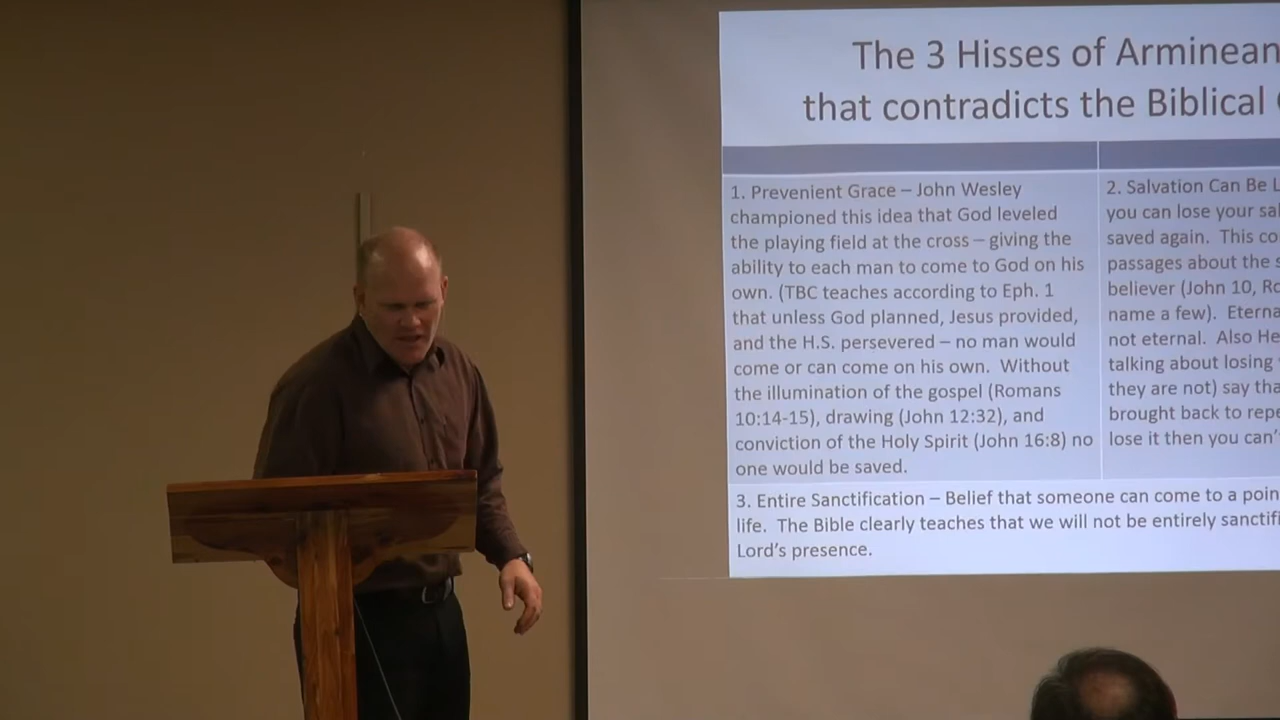 The 3 Hisses of Arminean
that contradicts the Biblical
1. Prevenient Grace – John Wesley
championed this idea that God leveled
the playing field at the cross – giving the
ability to each man to come to God on his
own. (TBC teaches according to Eph. 1
that unless God planned, Jesus provided,
and the H.S. persevered – no man would
come or can come on his own. Without
the illumination of the gospel (Romans
10:14-15), drawing (John 12:32), and
conviction of the Holy Spirit (John 16:8) no
one would be saved.
2. Salvation Can Be L
you can lose your sal
saved again. This co
passages about the s
believer (John 10, Ro
name a few). Eterna
not eternal. Also He
talking about losing
they are not) say tha
brought back to repe
lose it then you can'
3. Entire Sanctification – Belief that someone can come to a poin
life. The Bible clearly teaches that we will not be entirely sanctifi
Lord's presence.